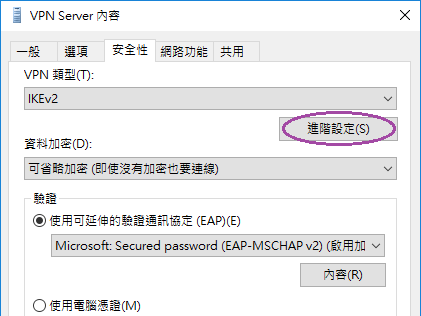 VPN Server 內容
一般 選項 安全性 網路功能 共用
VPN 類型(T):
IKEv2
進階設定(S)
資料加密(D):
可省略加密 (即使沒有加密也要連線)
驗證
使用可延伸的驗證通訊協定 (EAP)(E)
Microsoft: Secured password (EAP-MSCHAP v2) (啟用加
內容(R)
使用電腦憑證(M)